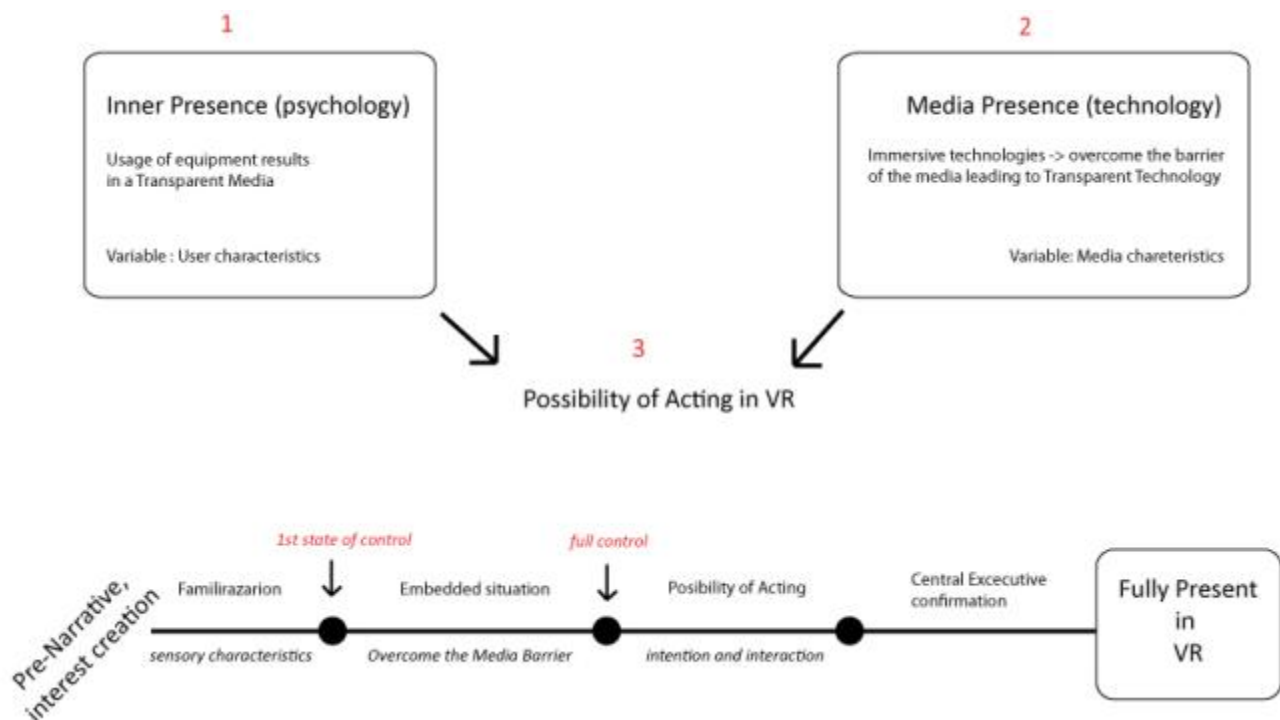 1
2
Inner Presence (psychology)
Usage of equipment results
in a Transparent Media
Variable : User characteristics
Media Presence (technology)
Immersive technologies -> overcome the barrier
of the media leading to Transparent Technology
Variable: Media chareteristics
3
Possibility of Acting in VR
Pre-Narrative,
interest creation
Familirazarion
sensory characteristics
1st state of control
Embedded situation
Overcome the Media Barrier
full control
Posibility of Acting
intention and interaction
Central Excecutive
confirmation
Fully Present
in
VR